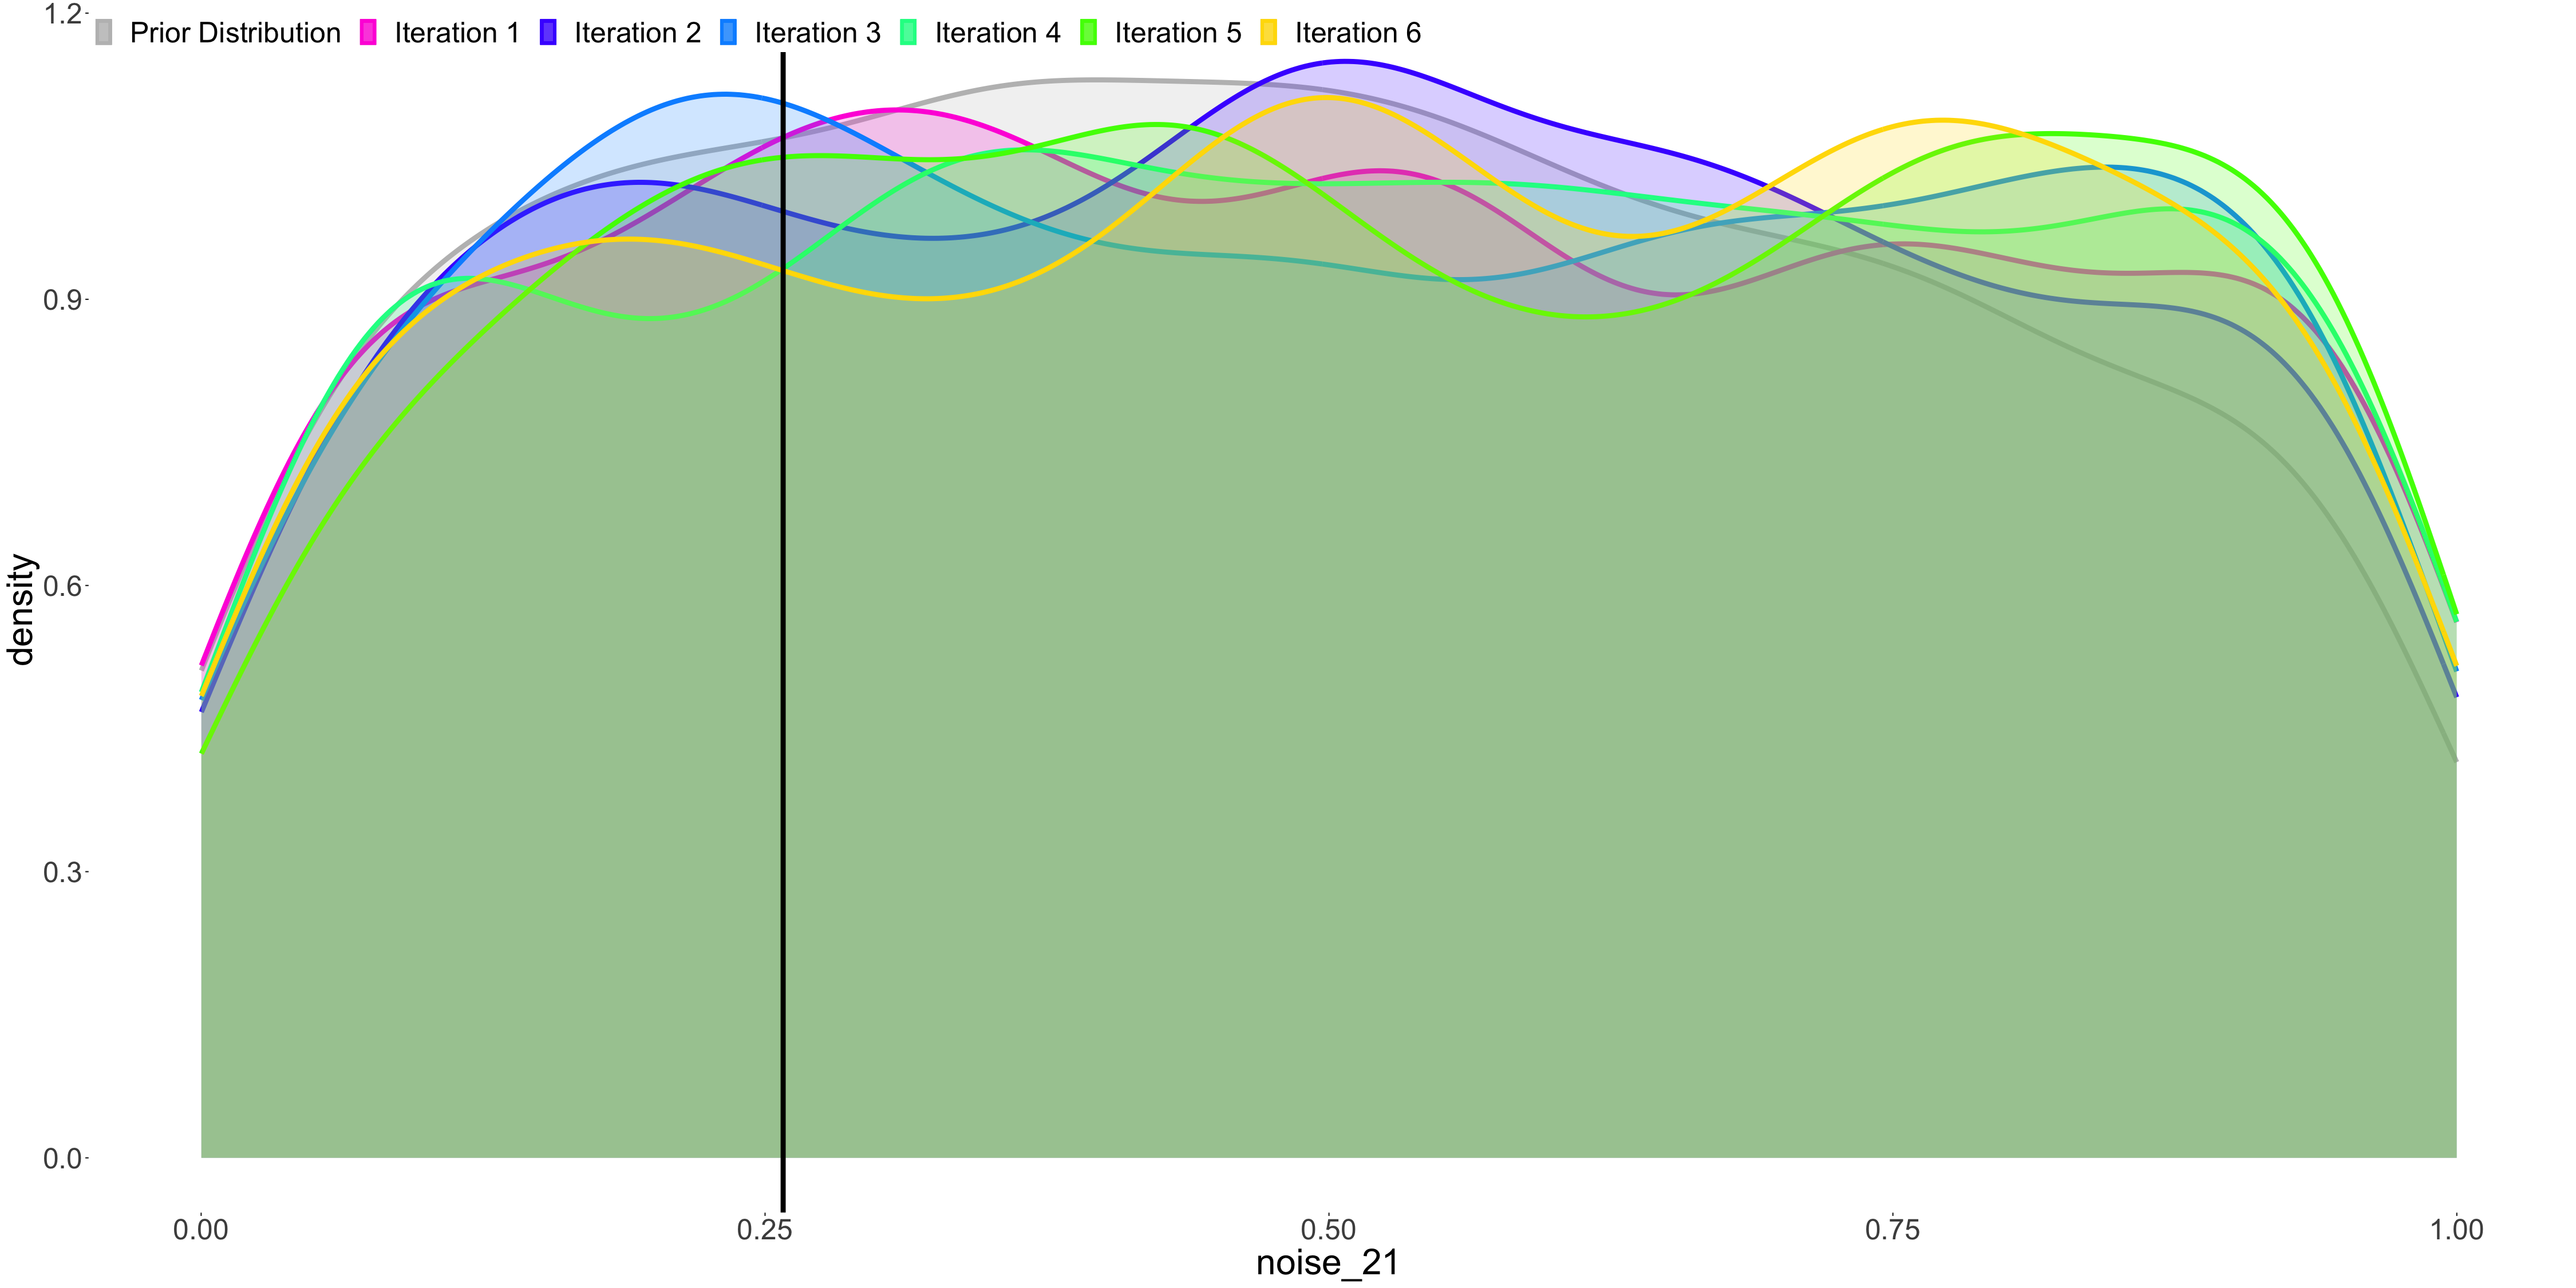 Prior Distribution Iteration 1 Iteration 2 Iteration 3 Iteration 4 Iteration 5 Iteration 6
1.2
0.9
0.6
0.3
0.0
density
0.00 0.25 0.50 0.75 1.00
noise_21